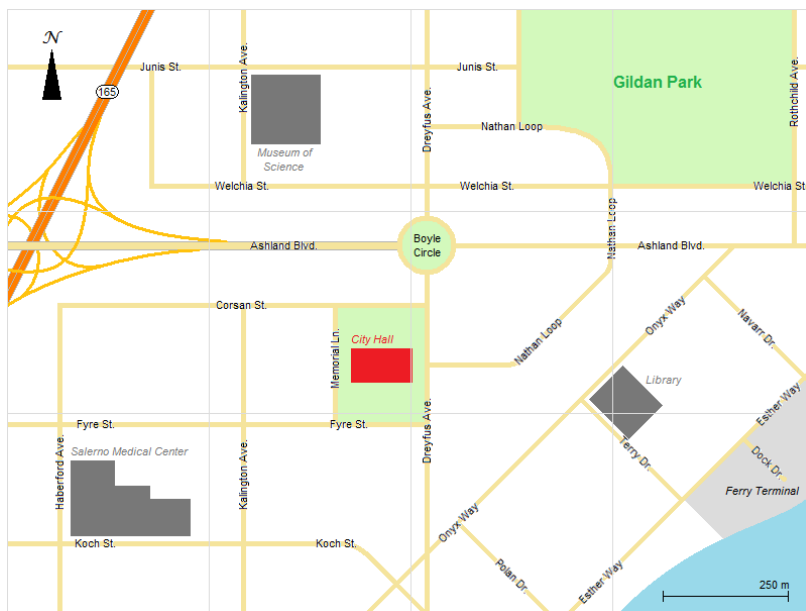 N
Junis St.
Kalington Ave.
Junis St.
165
Dreyfus Ave.
Gildan Park
Rothchild Ave.
Nathan Loop
Museum of
Science
Welchia St.
Welchia St.
Welchia St.
Nathan Loop
Ashland Blvd.
Boyle
Circle
Ashland Blvd.
Corsan St.
Onyx Way
Navarr Dr.
Memorial Ln.
City Hall
Nathan Loop
Library
Esther Way
Fyre St.
Fyre St.
Dreyfus Ave.
Haberford Ave.
Salerno Medical Center
Kalington Ave.
Terry Dr.
Dock Dr.
Ferry Terminal
Onyx Way
Koch St.
Koch St.
Polan Dr.
Esther Way
250 m